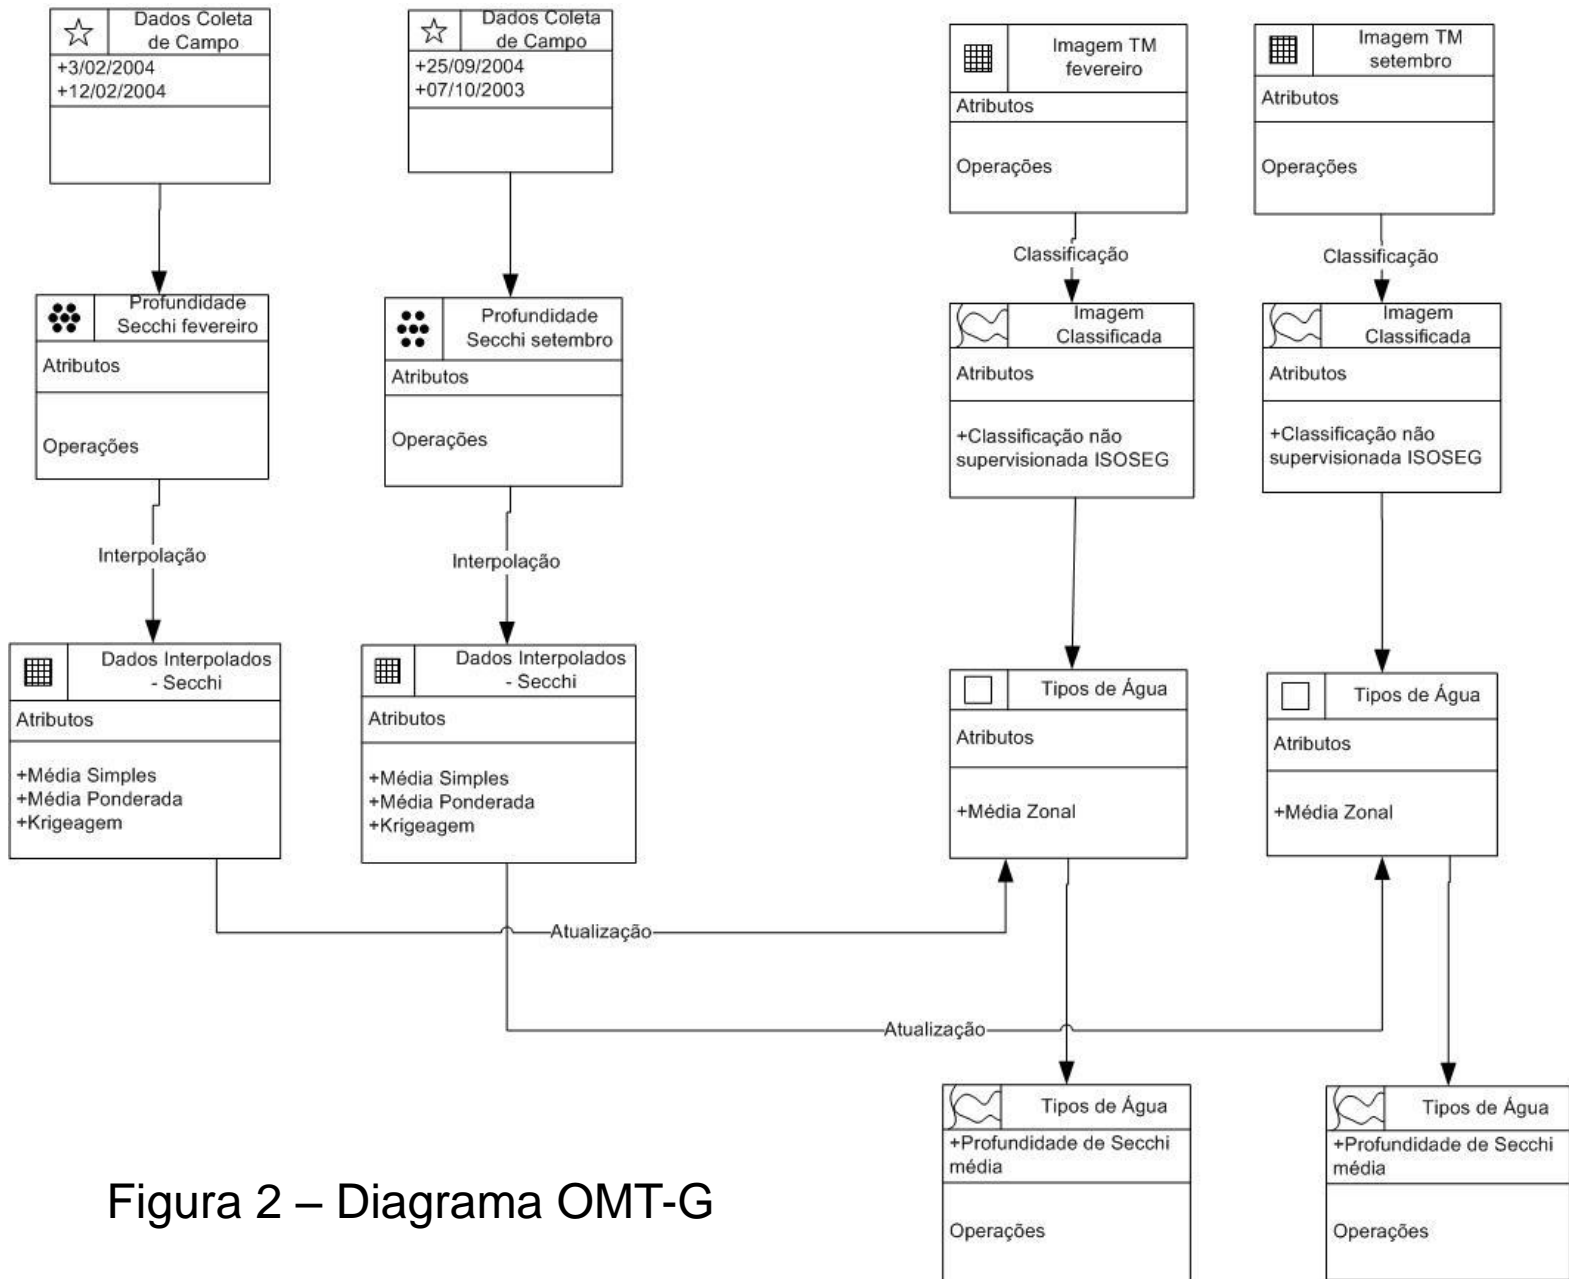 Dados Coleta
de Campo
+3/02/2004
+12/02/2004
Dados Coleta
de Campo
+25/09/2004
+07/10/2003
Imagem TM
fevereiro
Atributos
Operações
Imagem TM
setembro
Atributos
Operações
Classificação
Classificação
Profundidade
Secchi fevereiro
Atributos
Operações
Profundidade
Secchi setembro
Atributos
Operações
Imagem
Classificada
Atributos
+Classificação não
supervisionada ISOSEG
Imagem
Classificada
Atributos
+Classificação não
supervisionada ISOSEG
Interpolação
Interpolação
Dados Interpolados
- Secchi
Atributos
+Média Simples
+Média Ponderada
+Krigeagem
Dados Interpolados
- Secchi
Atributos
+Média Simples
+Média Ponderada
+Krigeagem
Tipos de Água
Atributos
+Média Zonal
Tipos de Água
Atributos
+Média Zonal
Atualização
Atualização
Tipos de Água
+Profundidade de Secchi
média
Operações
Tipos de Água
+Profundidade de Secchi
média
Operações
Figura 2 – Diagrama OMT-G